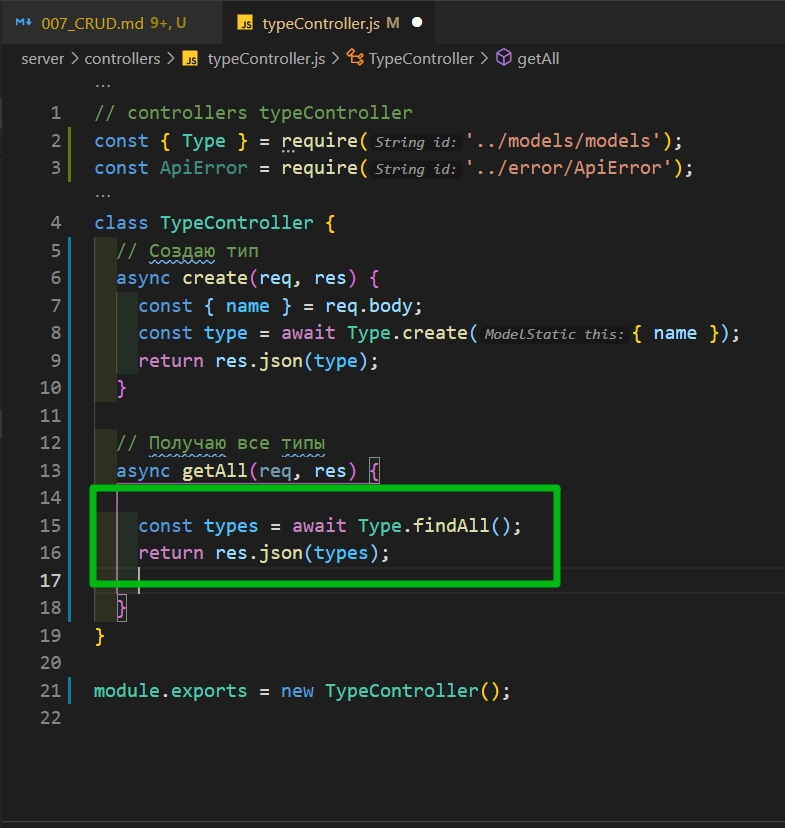 007_CRUD.md 9+, U
JS typeController.js M
server > controllers > JS typeController.js > TypeController > getAll
...
1 // controllers typeController
2 const { Type } = require( String id: '../models/models');
3 const ApiError = require( String id: '../error/ApiError');
...
4 class TypeController {
5 // Создаю тип
6 async create(req, res) {
7 const { name } = req.body;
8 const type = await Type.create( ModelStatic this: { name });
9 return res.json(type);
10 }
11
12 // Получаю все типы
13 async getAll(req, res) {
14
15 const types = await Type.findAll();
16 return res.json(types);
17
18 }
19 }
20
21 module.exports = new TypeController();
22